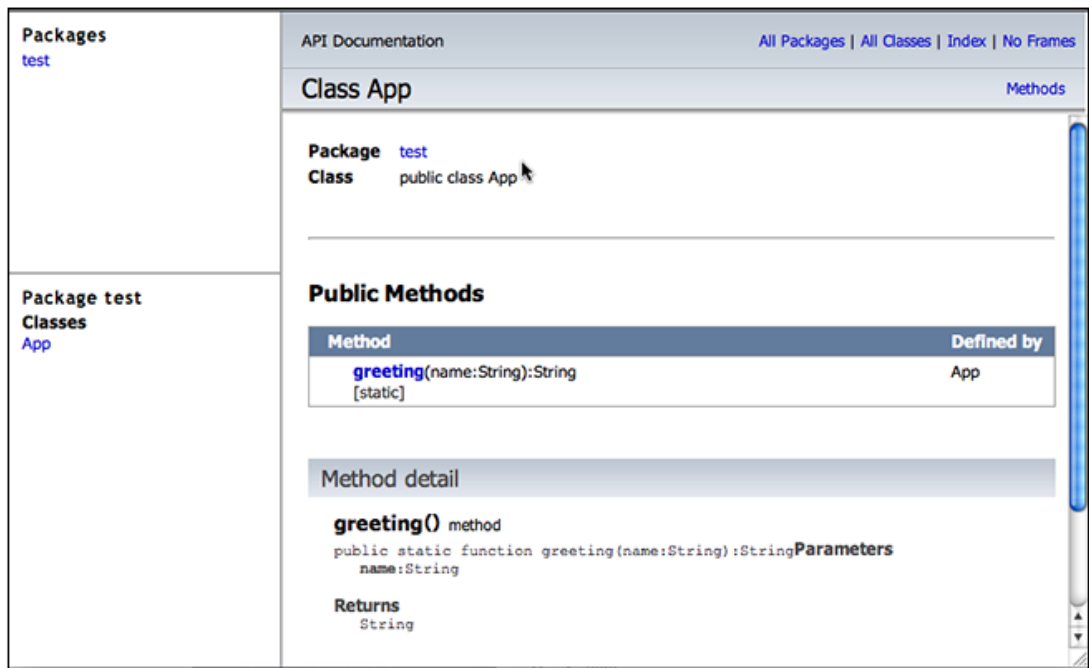 Packages
test
Package test
Classes
App
API Documentation
All Packages | All Classes | Index | No Frames
Class App
Methods
Package test
Class public class App
Public Methods
Method Defined by
greeting(name:String):String App
[static]
Method detail
greeting() method
public static function greeting(name:String):StringParameters
name:String
Returns
String